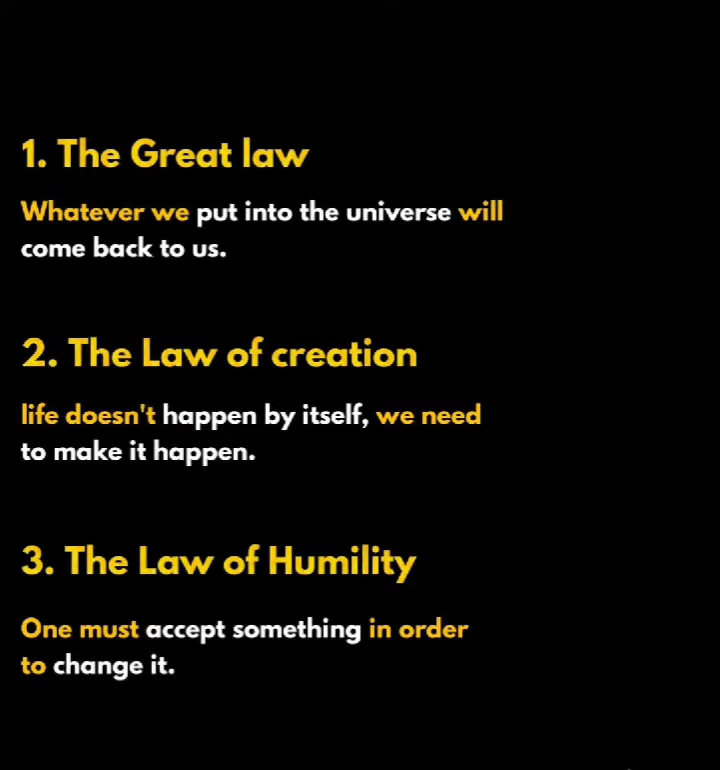 1. The Great law
Whatever we put into the universe will
come back to us.
2. The Law of creation
life doesn't happen by itself, we need
to make it happen.
3. The Law of Humility
One must accept something in order
to change it.